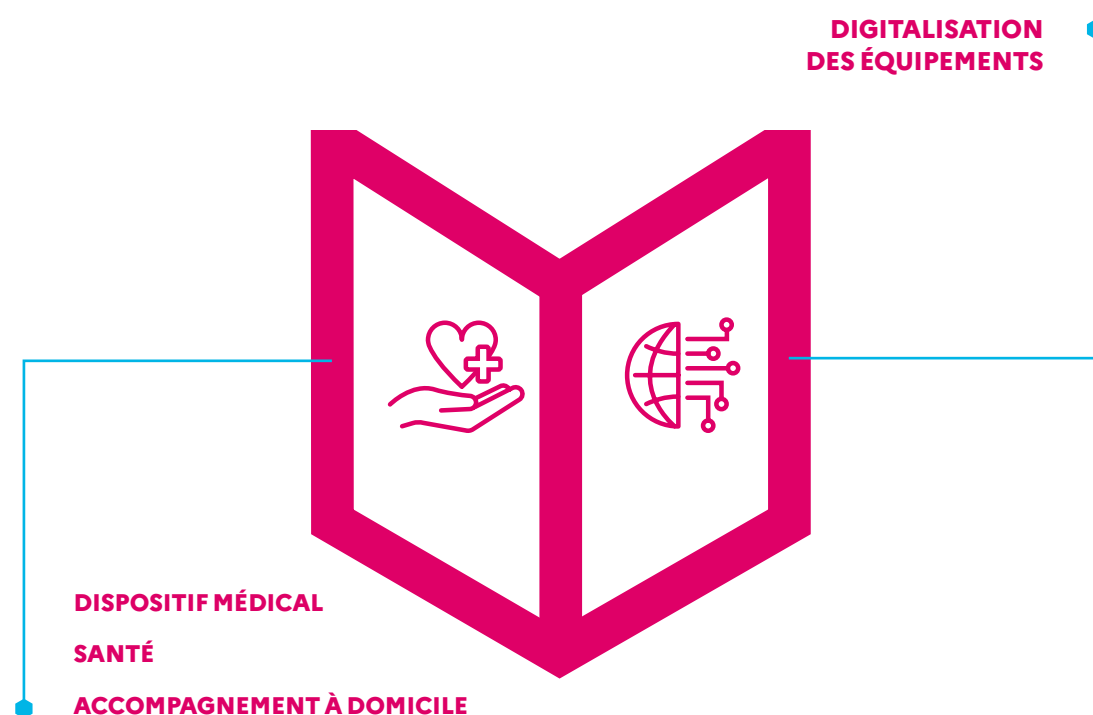 DIGITALISATION
DES ÉQUIPEMENTS
DISPOSITIF MÉDICAL
SANTÉ
ACCOMPAGNEMENT À DOMICILE